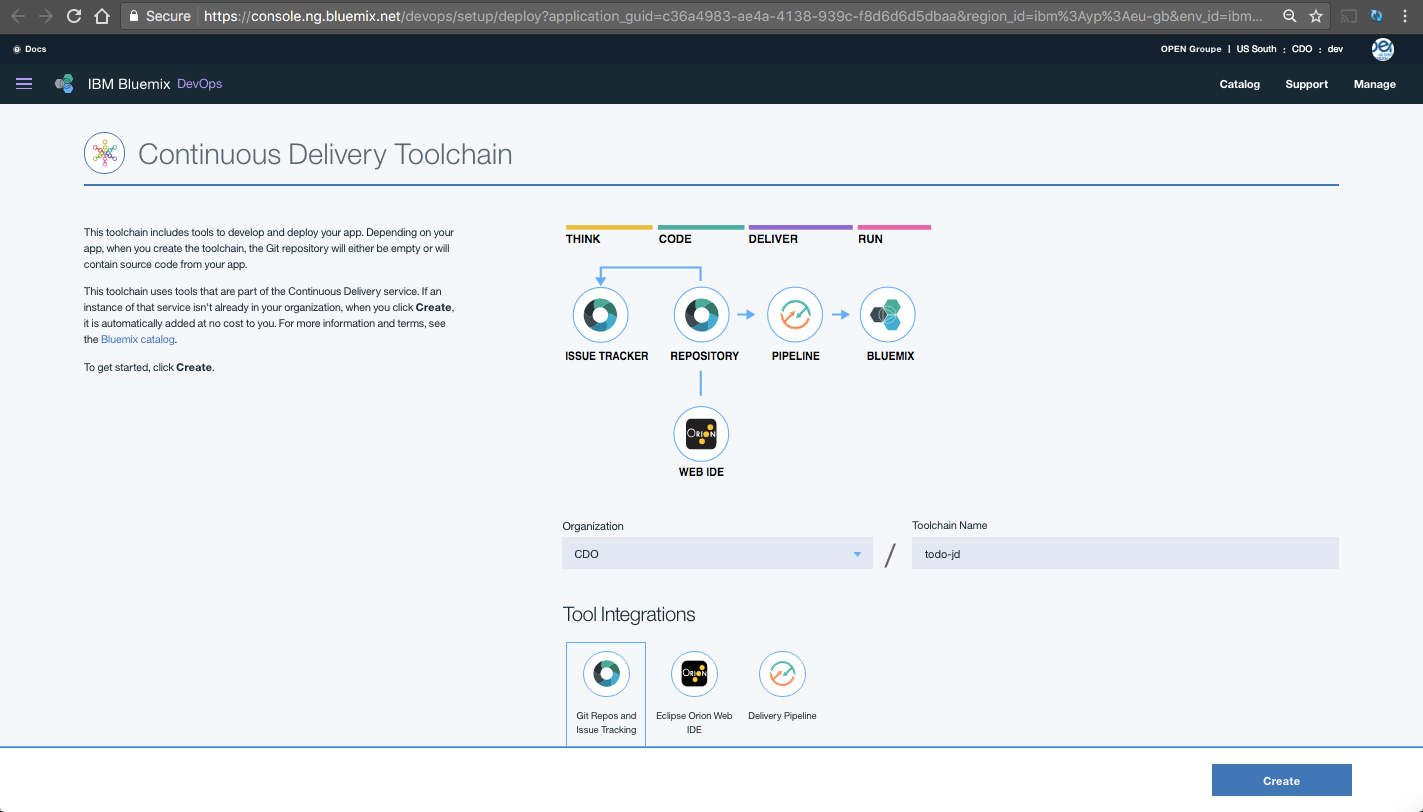 Secure https://console.ng.bluemix.net/devops/setup/deploy?application_guid=c36a4983-ae4a-4138-939c-f8d6d6d5dbaa&region_id=ibm%3Ayp%3Aeu-gb&env_id=ibm...
Docs
OPEN Groupe | US South : CDO : dev
IBM Bluemix DevOps
Catalog Support Manage
Continuous Delivery Toolchain
This toolchain includes tools to develop and deploy your app. Depending on your
app, when you create the toolchain, the Git repository will either be empty or will
contain source code from your app.
This toolchain uses tools that are part of the Continuous Delivery service. If an
instance of that service isn't already in your organization, when you click Create,
it is automatically added at no cost to you. For more information and terms, see
the Bluemix catalog.
To get started, click Create.
THINK CODE DELIVER RUN
ISSUE TRACKER REPOSITORY PIPELINE BLUEMIX
ORION
WEB IDE
Organization
CDO
/
Toolchain Name
todo-jd
Tool Integrations
ORION
Git Repos and
Issue Tracking
Eclipse Orion Web
IDE
Delivery Pipeline
Create